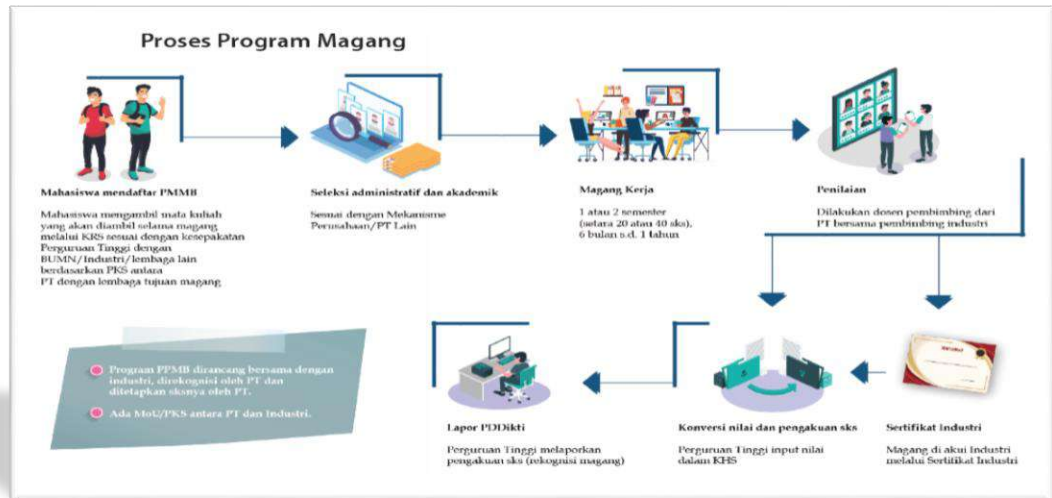 Proses Program Magang
Mahasiswa mendaftar PMMB
Mahasiswa mengambil mata kuliah
yang akan diambil selama magang
melalui KRS sesuai dengan kesepakatan
Perguruan Tinggi dengan
BUMN/Industri/lembaga lain
berdasarkan PKS antara
PT dengan lembaga tujuan magang
Seleksi administratif dan akademik
Sesuai dengan Mekanisme
Perusahaan/PT Lain
Magang Kerja
1 atau 2 semester
(setara 20 atau 40 sks),
6 bulan s.d. 1 tahun
Penilaian
Dilakukan dosen pembimbing dari
PT bersama pembimbing industri
Program PPMB dirancang bersama dengan
industri, direkognisi oleh PT dan
ditetapkan sksnya oleh PT.
Ada MoU/PKS antara PT dan Industri.
Lapor PDDikti
Perguruan Tinggi melaporkan
pengakuan sks (rekognisi magang)
Konversi nilai dan pengakuan sks
Perguruan Tinggi input nilai
dalam KHS
Sertifikat Industri
Magang di akui Industri
melalui Sertifikat Industri